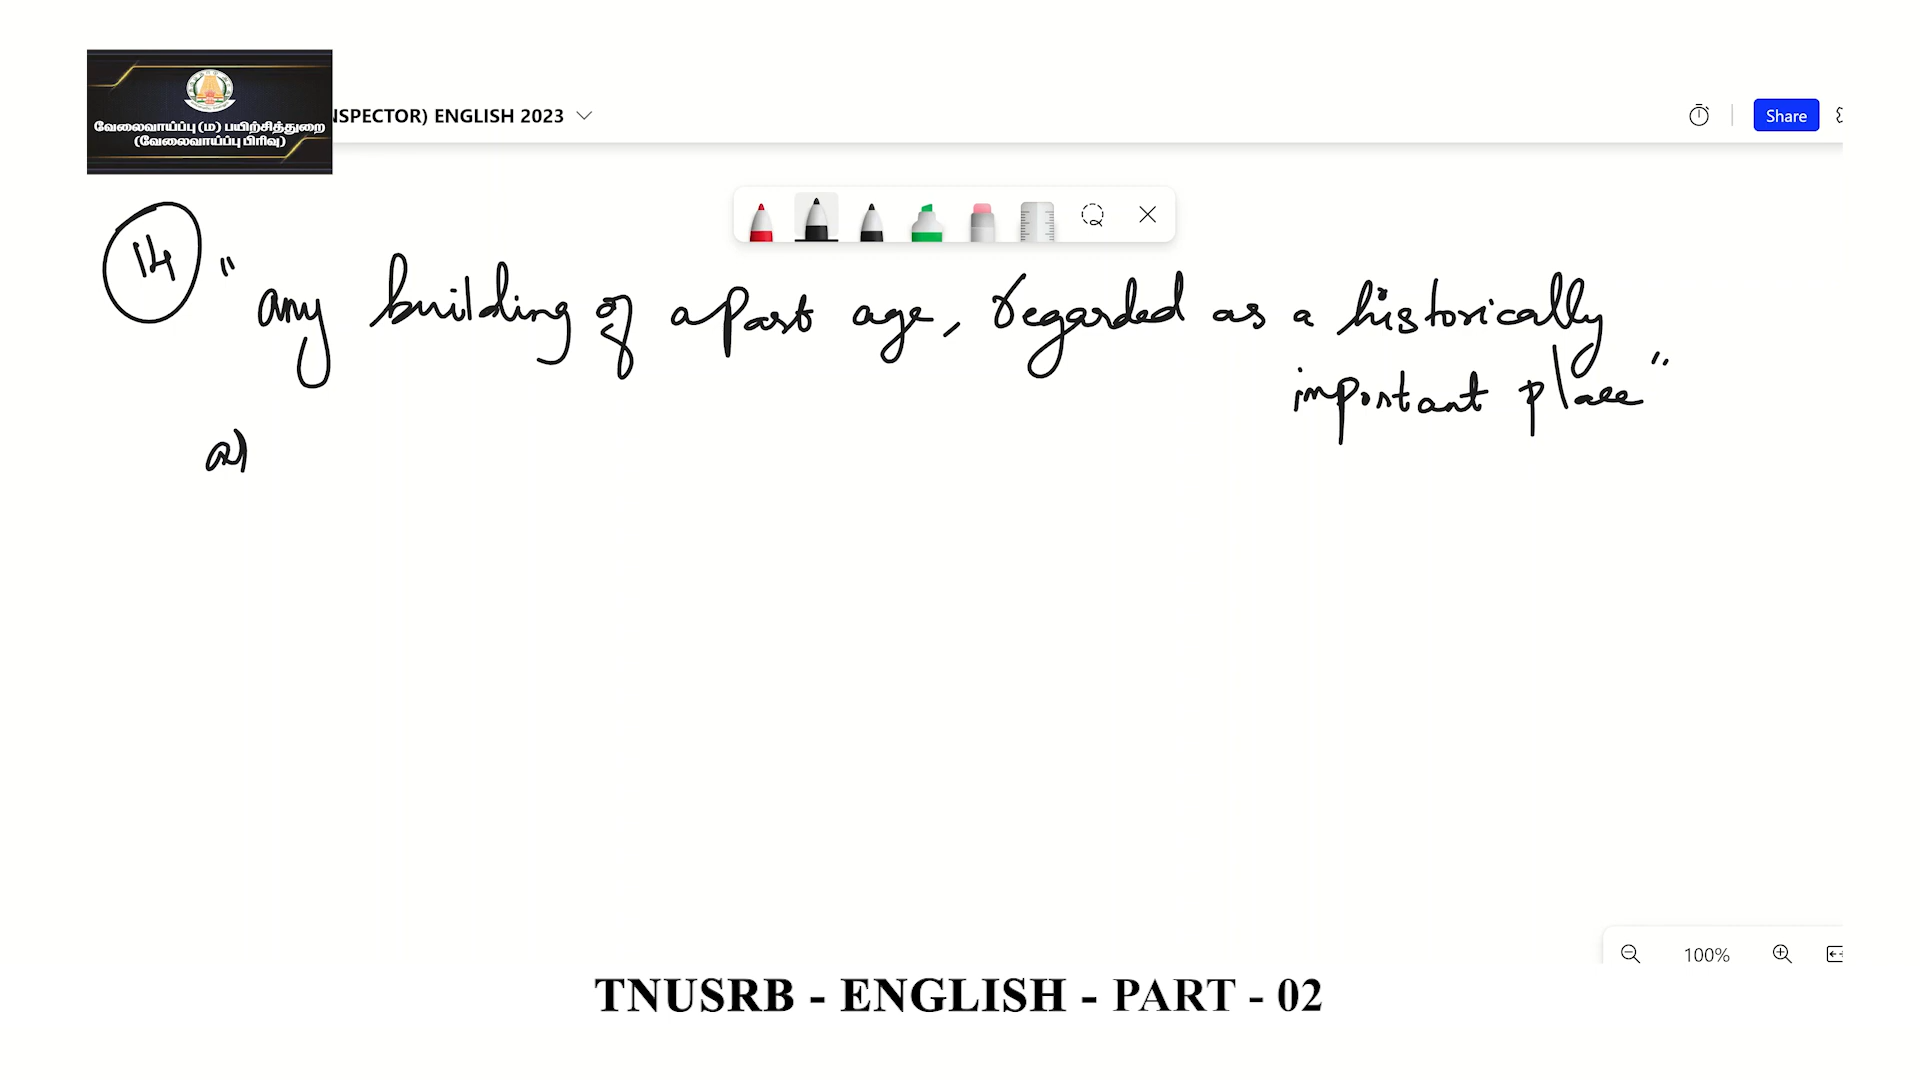 வேலைவாய்ப்பு (ம) பயிற்சித்துறை
(வேலைவாய்ப்பு பிரிவு)
NSPECTOR) ENGLISH 2023
Share
14 "any building of a past age, regarded as a historically
important place"
a)
100%
TNUSRB - ENGLISH - PART - 02